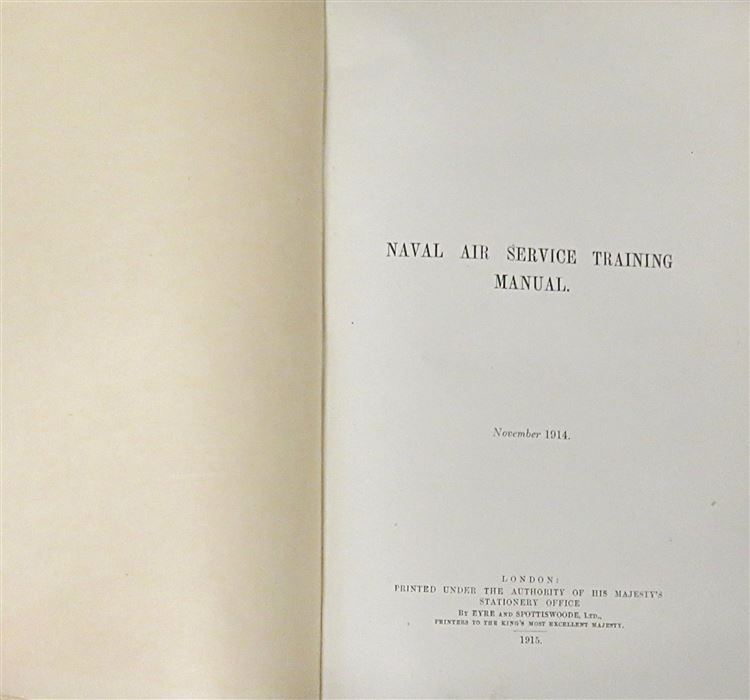 NAVAL AIR SERVICE TRAINING
MANUAL.
November 1914.
LONDON:
PRINTED UNDER THE AUTHORITY OF HIS MAJESTY'S
STATIONERY OFFICE
BY EYRE AND SPOTTISWOODE, LTD.,
PRINTERS TO THE KING'S MOST EXCELLENT MAJESTY.
1915.